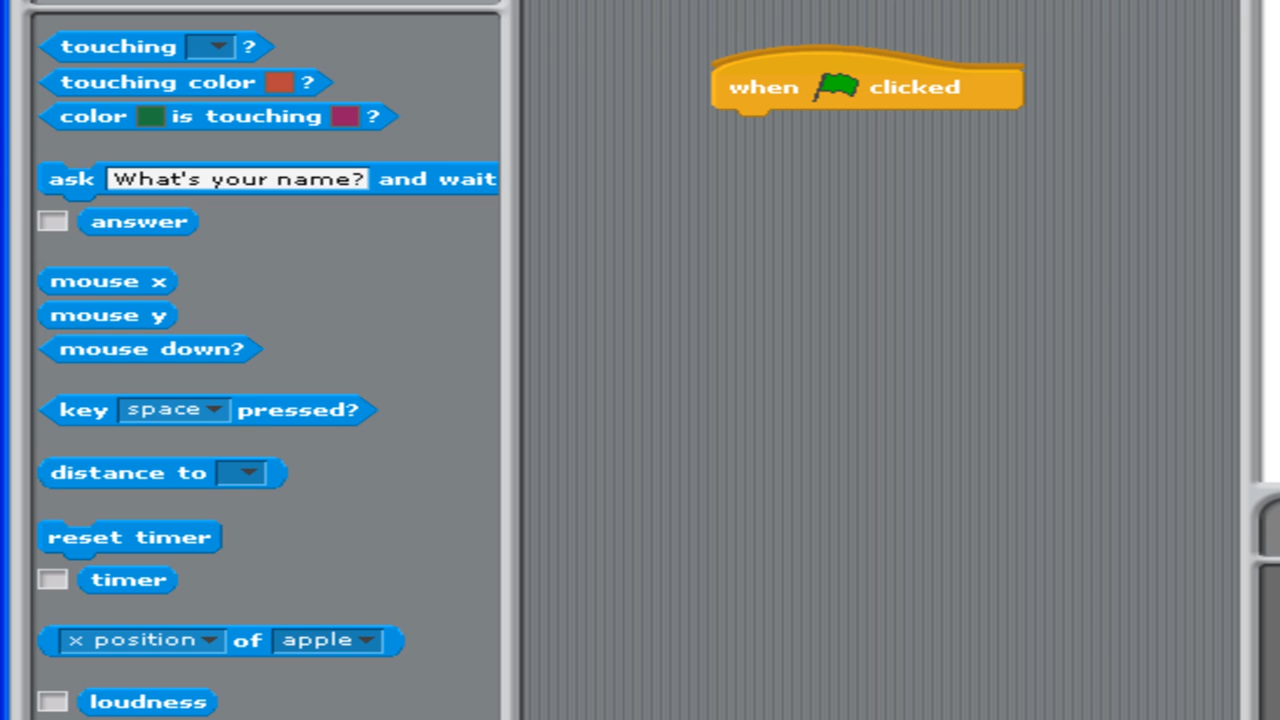 touching ?
touching color ?
color is touching ?
ask What's your name? and wait
answer
mouse x
mouse y
mouse down?
key space pressed?
distance to
reset timer
timer
x position of apple
loudness
when clicked